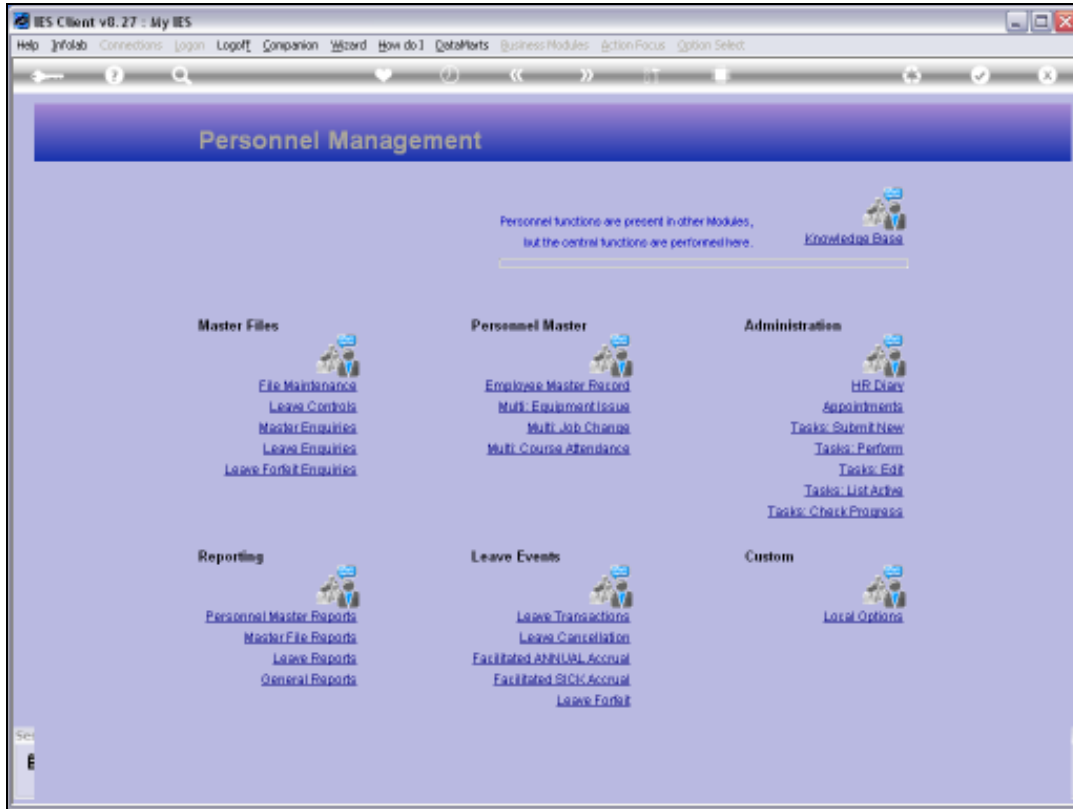 IES Client v8.27 : My IES
Help Infolab Connections Logon Logoff Companion Wizard How do I DataMarts Business Modules Action Focus Option Select
Personnel Management
Personnel functions are present in other Modules,
but the central functions are performed here.
Knowledge Base
Master Files
File Maintenance
Leave Controls
Master Enquiries
Leave Enquiries
Leave Forfeit Enquiries
Personnel Master
Employee Master Record
Multi: Equipment Issue
Multi: Job Change
Multi: Course Attendance
Administration
HR Diary
Appointments
Tasks: Submit New
Tasks: Perform
Tasks: Edit
Tasks: List Active
Tasks: Check Progress
Reporting
Personnel Master Reports
Master File Reports
Leave Reports
General Reports
Leave Events
Leave Transactions
Leave Cancellation
Facilitated ANNUAL Accrual
Facilitated SICK Accrual
Leave Forfeit
Custom
Local Options